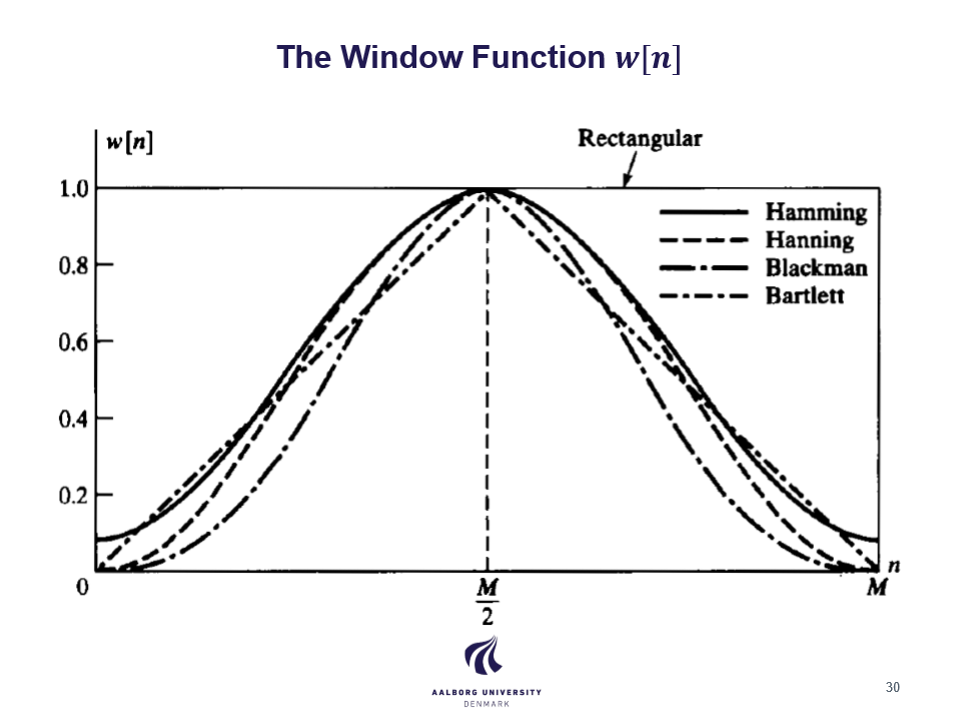 The Window Function w[n]
w[n]
Rectangular
1.0
Hamming
Hanning
0.8
Blackman
Bartlett
0.6
0.4
0.2
n
0
M
2
M
AALBORG UNIVERSITY
DENMARK
30